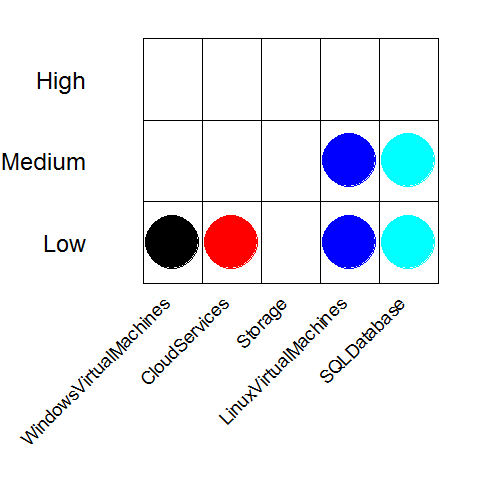 High
Medium
Low
WindowsVirtualMachines
CloudServices
Storage
LinuxVirtualMachines
SQLDatabase